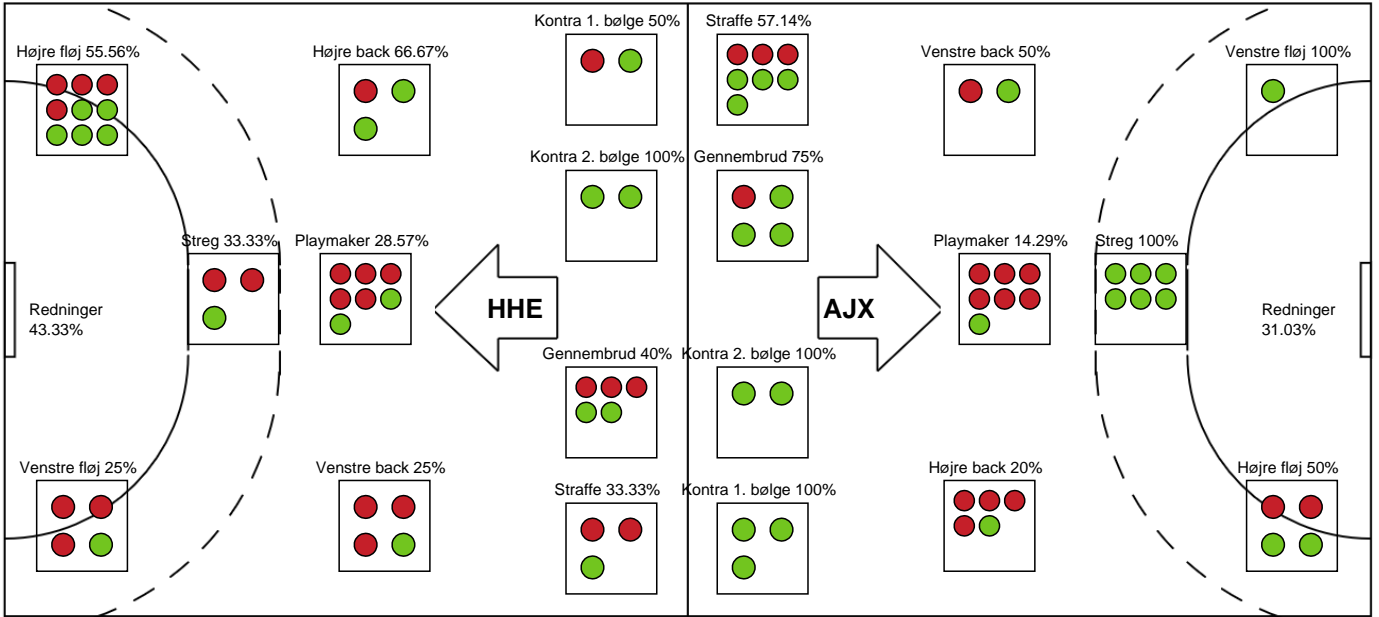 Kontra 1. bølge 50%
Straffe 57.14%
Højre fløj 55.56%
Højre back 66.67%
Venstre back 50%
Venstre fløj 100%
Kontra 2. bølge 100%
Gennembrud 75%
Streg 33.33%
Playmaker 28.57%
Playmaker 14.29%
Streg 100%
Redninger
43.33%
HHE
AJX
Redninger
31.03%
Gennembrud 40%
Kontra 2. bølge 100%
Venstre fløj 25%
Venstre back 25%
Højre back 20%
Højre fløj 50%
Straffe 33.33%
Kontra 1. bølge 100%